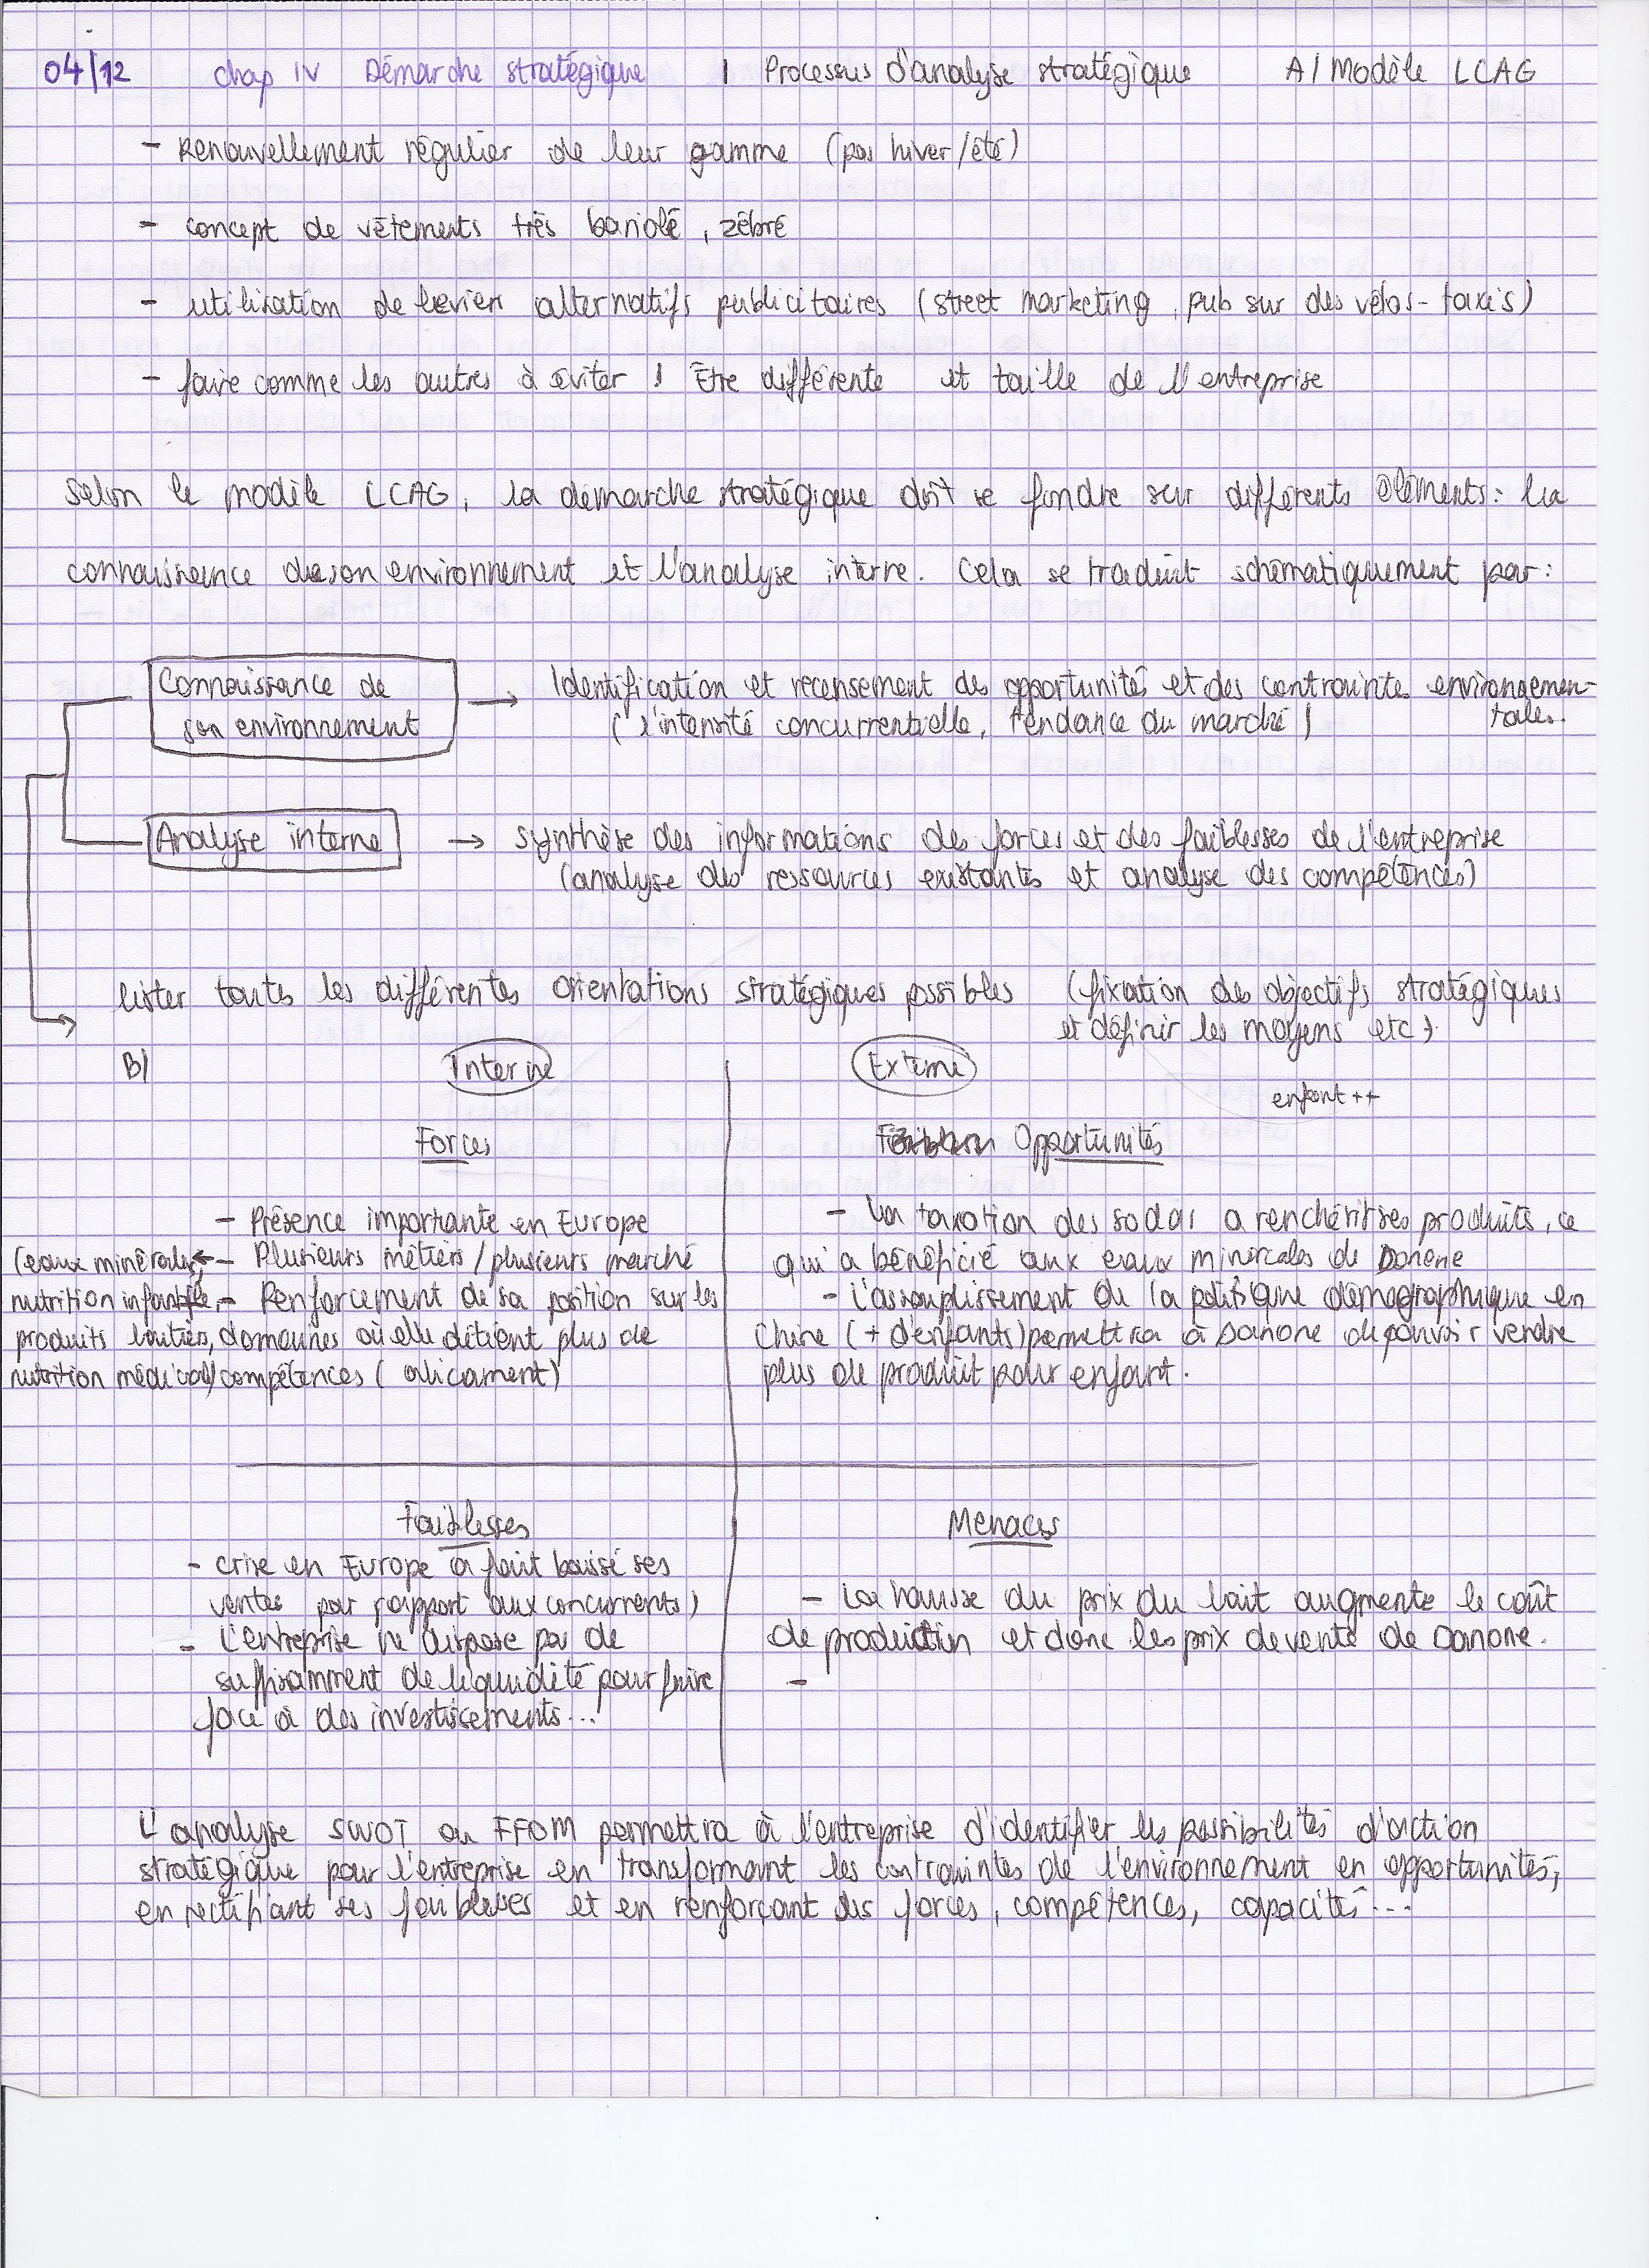 04/12 Chap IV Démarche stratégique I Processus d'analyse stratégique A/ Modèle LCAG
- Renouvellement régulier de leur gamme (pas hiver/été)
- concept de vêtements très bariolé, zébré
- utilisation de leviers alternatifs publicitaires (street marketing, pub sur des vélos-taxis)
- faire comme les autres à éviter ! Être différente et taille de l'entreprise
Selon le modèle LCAG, la démarche stratégique doit se fondre sur différents éléments : la
connaissance de son environnement et l'analyse interne. Cela se traduit schématiquement par :
Connaissance de
son environnement
→ Identification et recensement des opportunités et des contraintes environnemen-
tales.
(l'intensité concurrentielle, tendance du marché)
Analyse interne → synthèse des informations des forces et des faiblesses de l'entreprise
(analyse des ressources existantes et analyse des compétences)
lister toutes les différentes orientations stratégiques possibles (fixation des objectifs stratégiques
et définir les moyens etc).
B/ Interne Externe
enfant ++
Forces
Opportunités
- Présence importante en Europe
(eaux minérales, ← - Plusieurs métiers/plusieurs marché
nutrition infantile, - Renforcement de sa position sur les
produits laitiers, domaines où elle détient plus de
nutrition médicale) compétences (alicament)
- La taxation des sodas a renchérit ses produits, ce
qui a bénéficié aux eaux minérales de Danone
- L'assouplissement de la politique démographique en
Chine (+ d'enfants) permettra à Danone de pouvoir vendre
plus de produit pour enfant.
Faiblesses
- Crise en Europe a fait baissé ses
ventes par rapport aux concurrents)
- L'entreprise ne dispose pas de
suffisamment de liquidité pour faire
face à des investissements...
Menaces
- La hausse du prix du lait augmente le coût
de production et donc les prix de vente de Danone.
-
L'analyse SWOT ou FFOM permettra à l'entreprise d'identifier les possibilités d'action
stratégique pour l'entreprise en transformant les contraintes de l'environnement en opportunités,
en rectifiant ses faiblesses et en renforçant des forces, compétences, capacités...